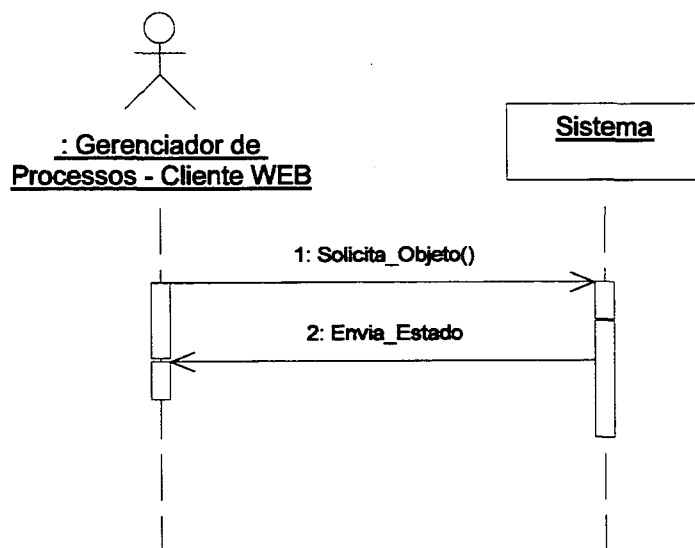 : Gerenciador de
Processos - Cliente WEB
Sistema
1: Solicita_Objeto()
2: Envia_Estado